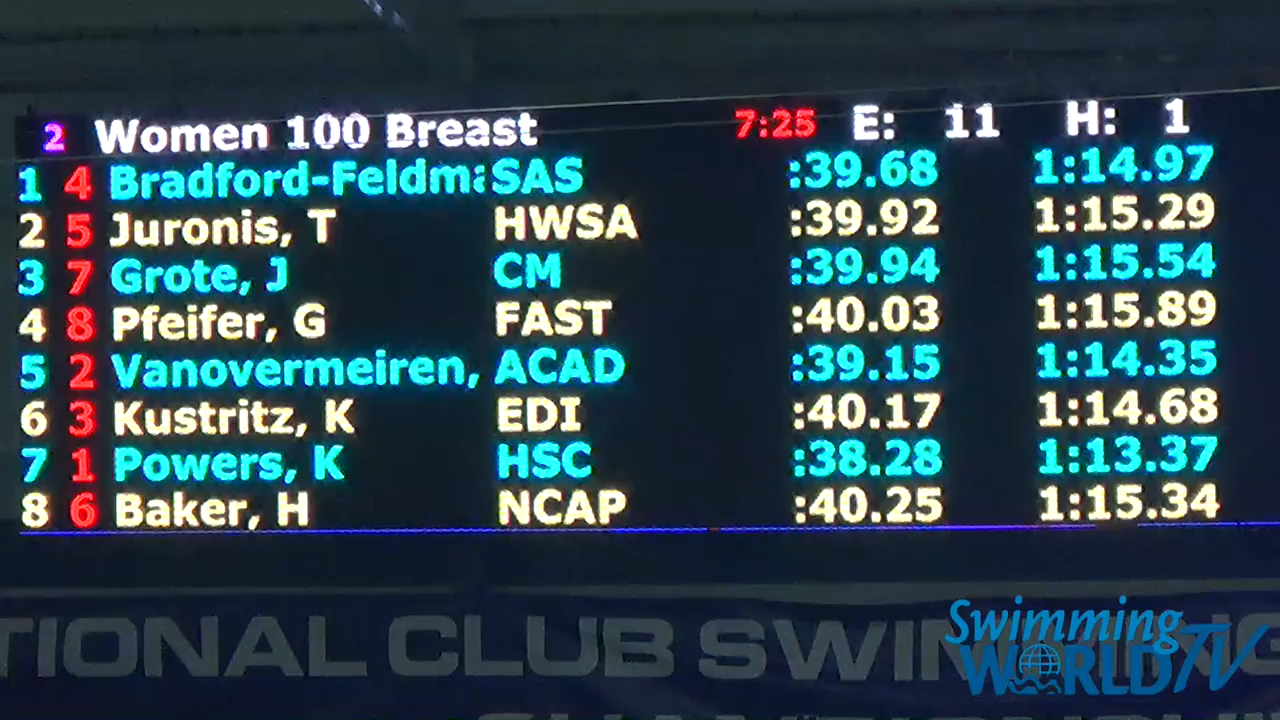 2 Women 100 Breast 7:25 E: 11 H: 1
1 4 Bradford-Feldma SAS :39.68 1:14.97
2 5 Juronis, T HWSA :39.92 1:15.29
3 7 Grote, J CM :39.94 1:15.54
4 8 Pfeifer, G FAST :40.03 1:15.89
5 2 Vanovermeiren, ACAD :39.15 1:14.35
6 3 Kustritz, K EDI :40.17 1:14.68
7 1 Powers, K HSC :38.28 1:13.37
8 6 Baker, H NCAP :40.25 1:15.34
TIONAL CLUB SWIMMING
Swimming
WORLD TV